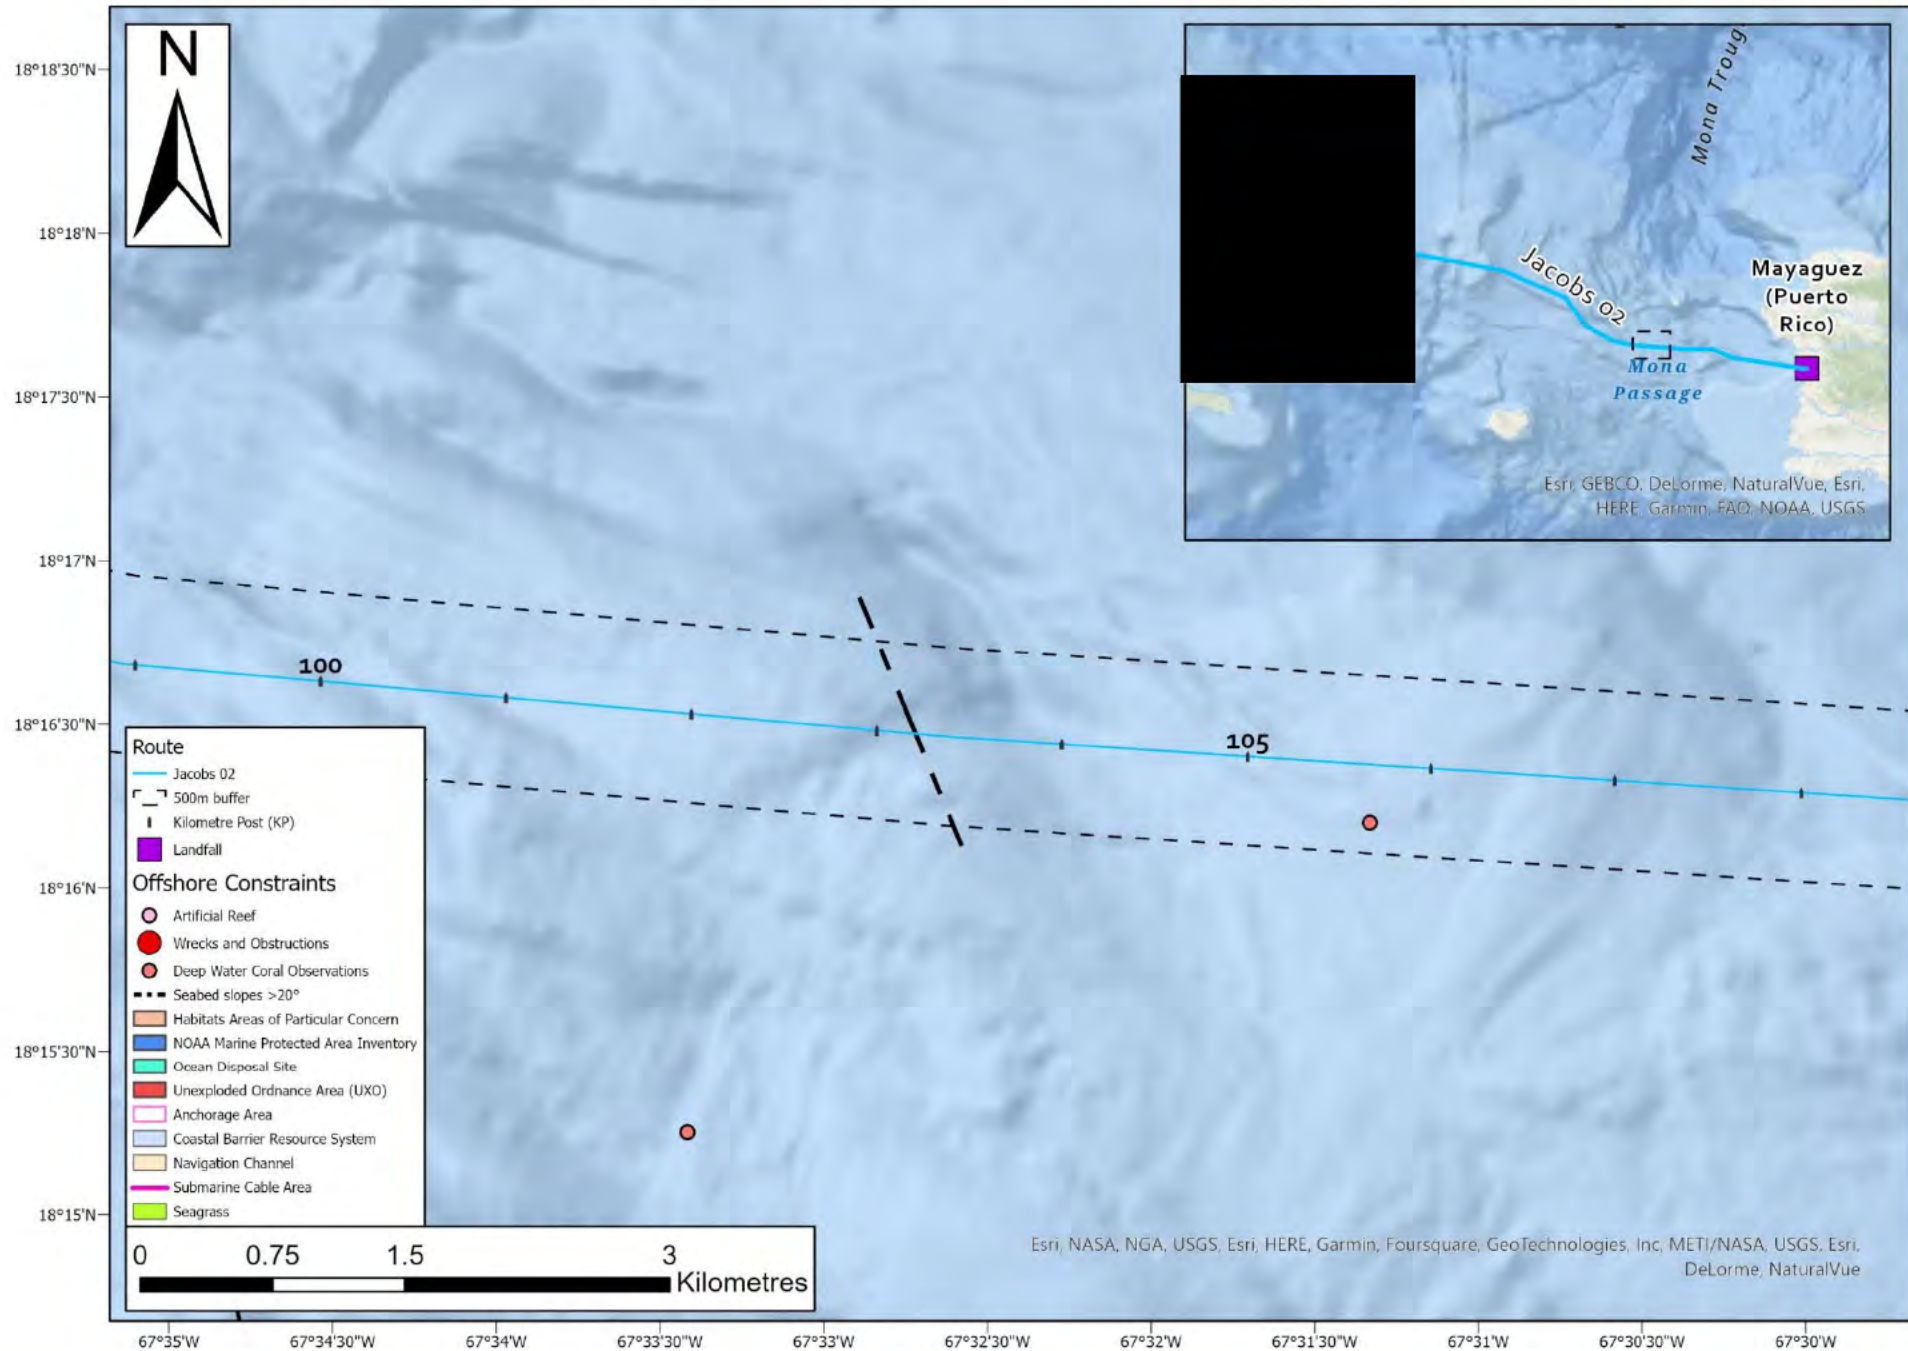 N
18°18'30"N
18°18'N
18°17'30"N
18°17'N
18°16'30"N
18°16'N
18°15'30"N
18°15'N
Mona Troug
Jacobs 02
Mayaguez
(Puerto
Rico)
Mona
Passage
Esri, GEBCO, DeLorme, NaturalVue, Esri,
HERE, Garmin, FAO, NOAA, USGS
100
105
Route
Jacobs 02
500m buffer
Kilometre Post (KP)
Landfall
Offshore Constraints
Artificial Reef
Wrecks and Obstructions
Deep Water Coral Observations
Seabed slopes >20°
Habitats Areas of Particular Concern
NOAA Marine Protected Area Inventory
Ocean Disposal Site
Unexploded Ordnance Area (UXO)
Anchorage Area
Coastal Barrier Resource System
Navigation Channel
Submarine Cable Area
Seagrass
0 0.75 1.5 3
Kilometres
Esri, NASA, NGA, USGS, Esri, HERE, Garmin, Foursquare, GeoTechnologies, Inc, METI/NASA, USGS, Esri,
DeLorme, NaturalVue
67°35'W 67°34'30"W 67°34'W 67°33'30"W 67°33'W 67°32'30"W 67°32'W 67°31'30"W 67°31'W 67°30'30"W 67°30'W